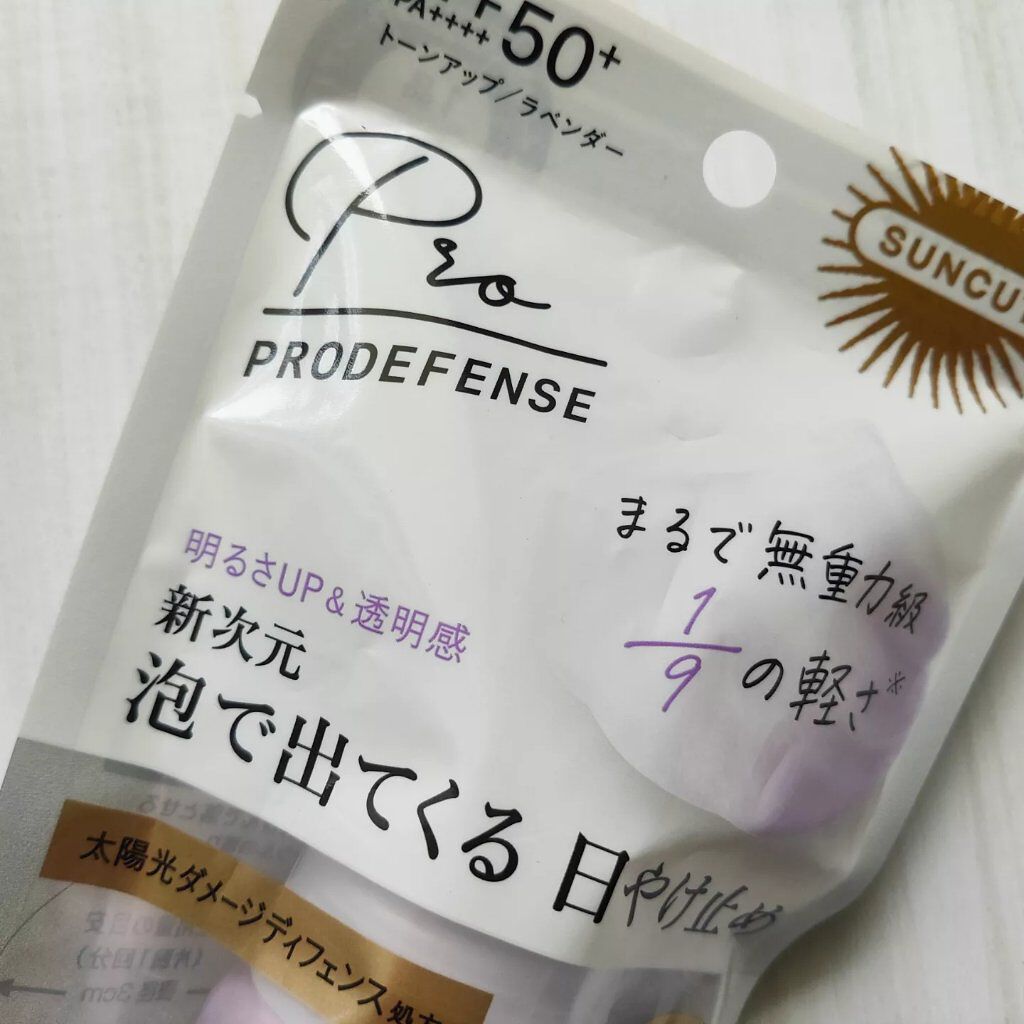 50+
PA++++
トーンアップ/ラベンダー
Pro
PRODEFENSE
SUNCUT
まるで無重力級
1/9の軽さ*
明るさUP&透明感
新次元
泡で出てくる 日やけ止め
太陽光ダメージディフェンス処方